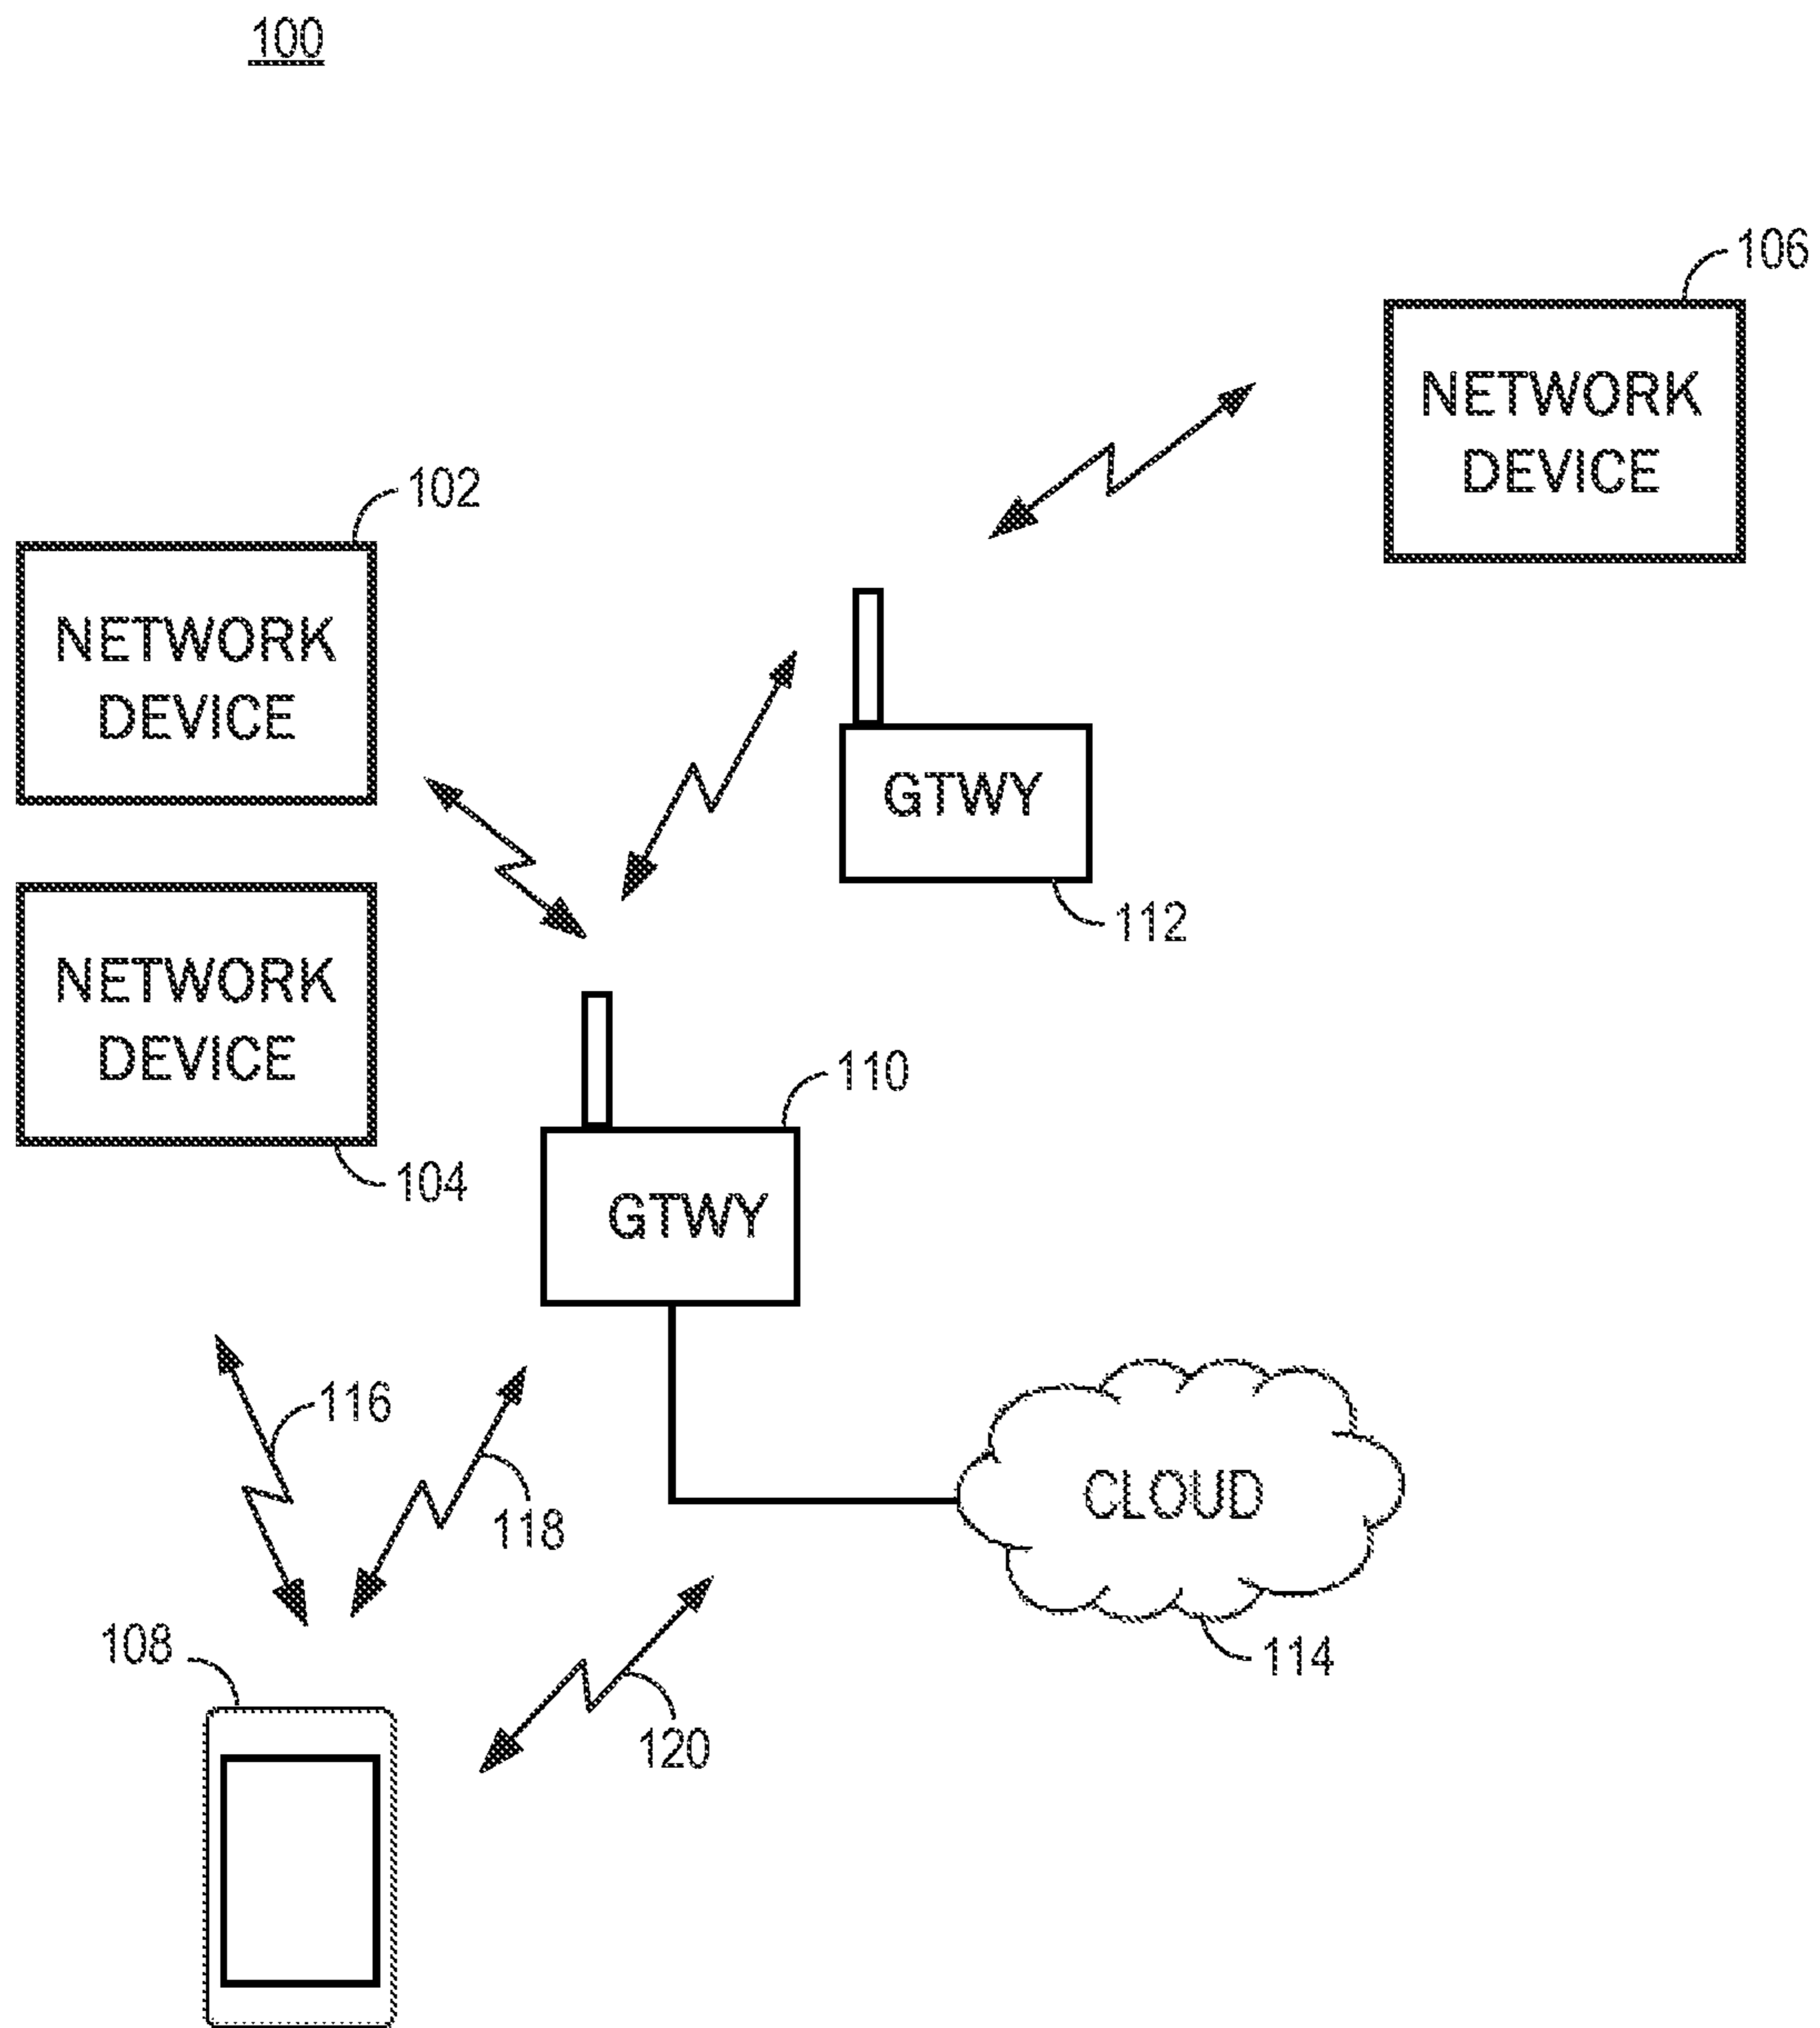 100
106
NETWORK
DEVICE
102
NETWORK
DEVICE
GTWY
112
NETWORK
DEVICE
104
110
GTWY
116
118
CLOUD
114
108
120